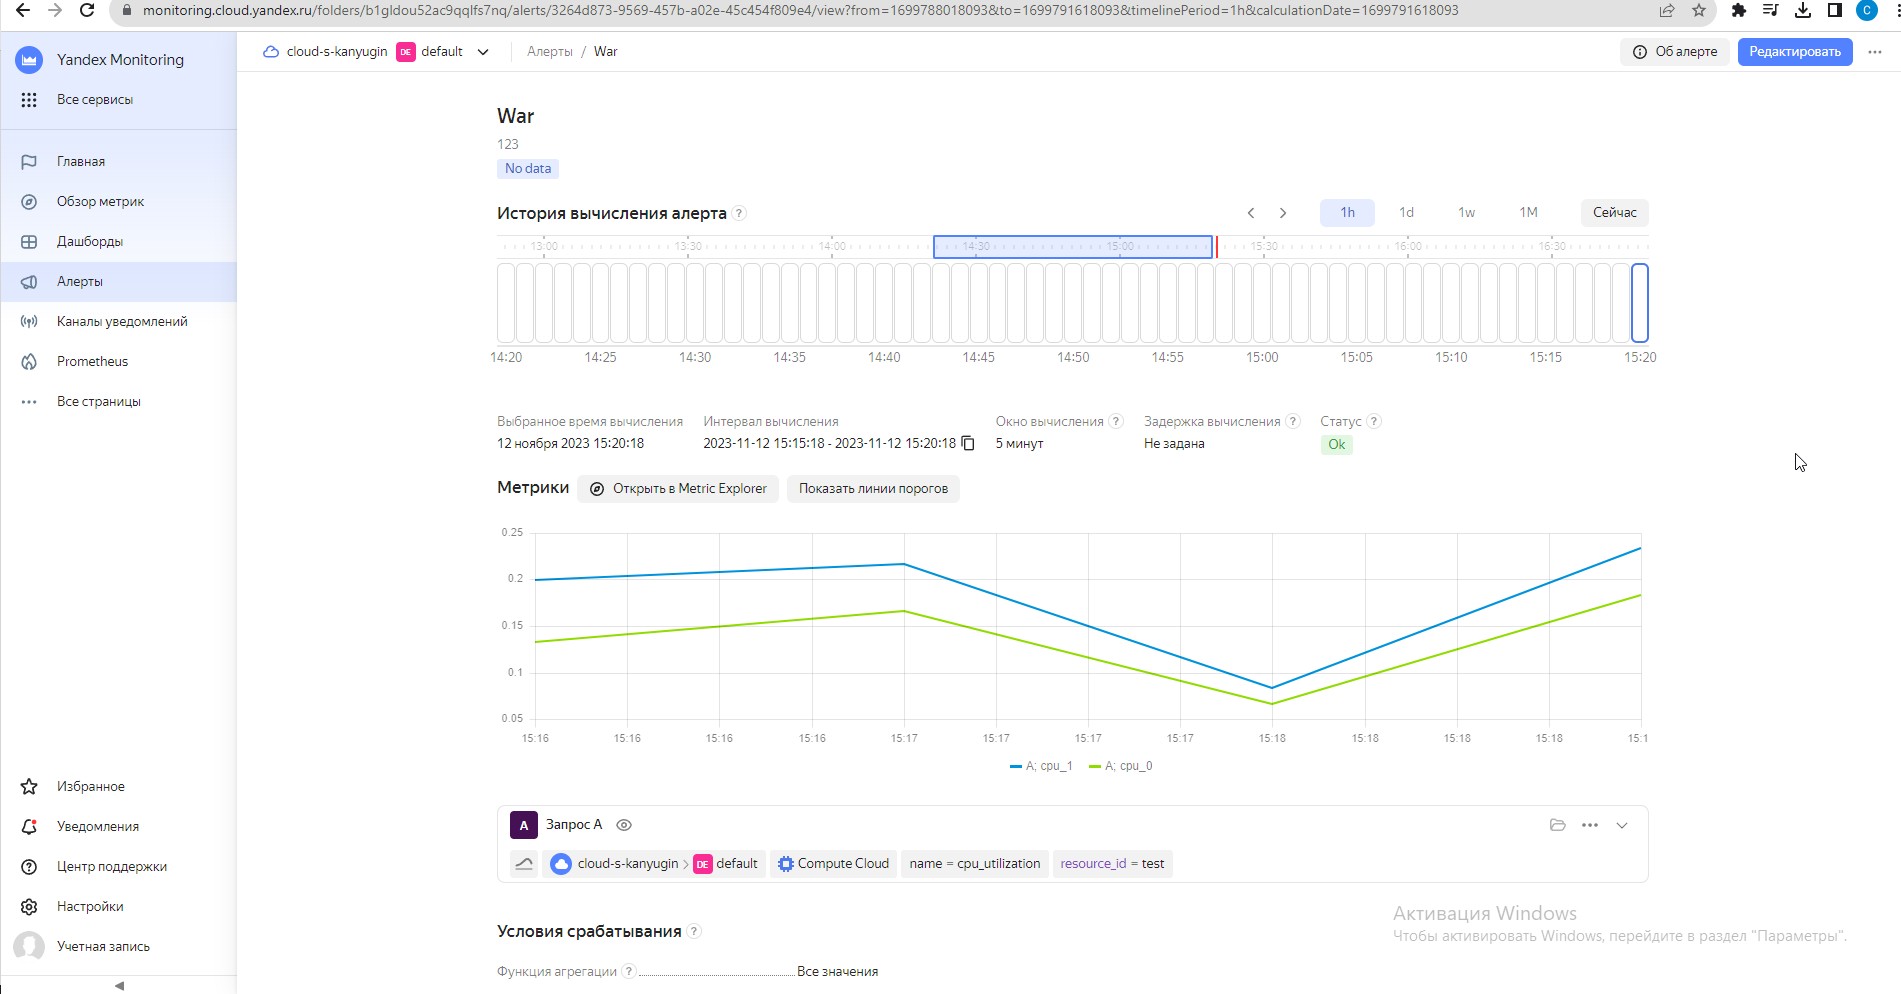 monitoring.cloud.yandex.ru/folders/b1gldou52ac9qqlfs7nq/alerts/3264d873-9569-457b-a02e-45c454f809e4/view?from=1699788018093&to=1699791618093&timelinePeriod=1h&calculationDate=1699791618093
C
Yandex Monitoring
cloud-s-kanyugin DE default
Алерты / War
Об алерте
Редактировать
Все сервисы
Главная
Обзор метрик
Дашборды
Алерты
Каналы уведомлений
Prometheus
Все страницы
Избранное
Уведомления
Центр поддержки
Настройки
Учетная запись
War
123
No data
История вычисления алерта ?
1h 1d 1w 1M Сейчас
13:00 13:30 14:00 14:30 15:00 15:30 16:00 16:30
14:20 14:25 14:30 14:35 14:40 14:45 14:50 14:55 15:00 15:05 15:10 15:15 15:20
Выбранное время вычисления
12 ноября 2023 15:20:18
Интервал вычисления
2023-11-12 15:15:18 - 2023-11-12 15:20:18
Окно вычисления ?
5 минут
Задержка вычисления ?
Не задана
Статус ?
Ok
Метрики
Открыть в Metric Explorer
Показать линии порогов
0.25
0.2
0.15
0.1
0.05
15:16 15:16 15:16 15:16 15:17 15:17 15:17 15:17 15:18 15:18 15:18 15:18 15:1
A; cpu_1 A; cpu_0
A Запрос A
cloud-s-kanyugin > DE default Compute Cloud name = cpu_utilization resource_id = test
Условия срабатывания ?
Функция агрегации ? Все значения
Активация Windows
Чтобы активировать Windows, перейдите в раздел "Параметры".